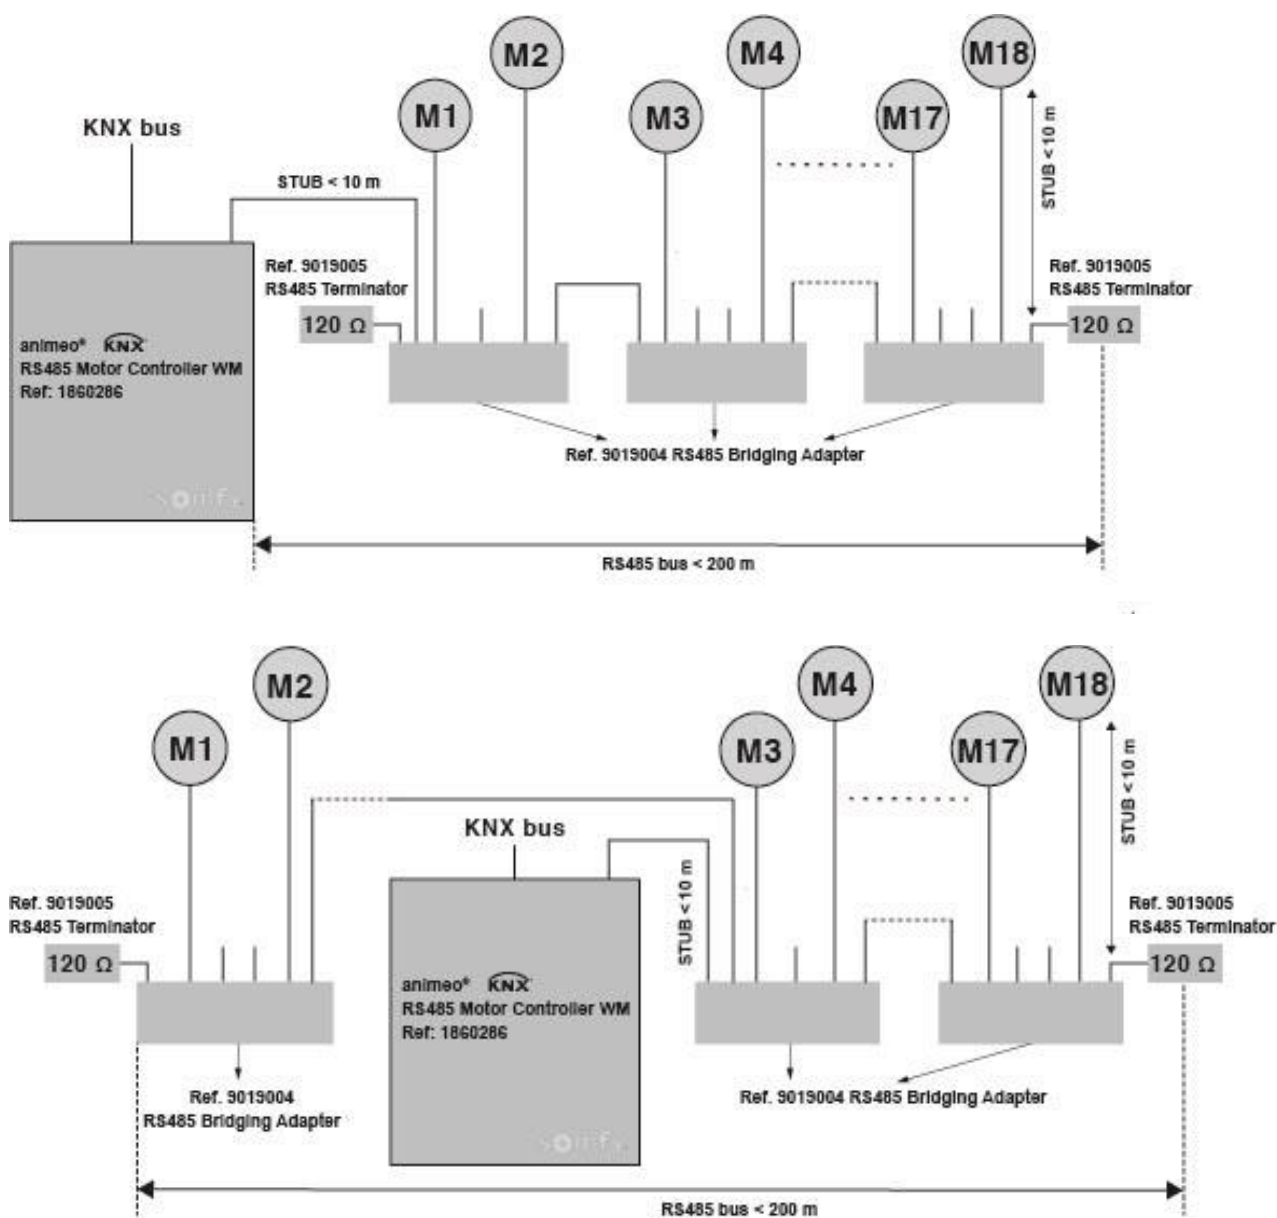 M2
M4
M18
M1
M3
M17
KNX bus
STUB < 10 m
STUB < 10 m
Ref. 9019005
RS485 Terminator
120 Ω
Ref. 9019005
RS485 Terminator
120 Ω
animeo® KNX
RS485 Motor Controller WM
Ref: 1860286
somfy.
Ref. 9019004 RS485 Bridging Adapter
RS485 bus < 200 m
M2
M4
M18
M1
M3
M17
STUB < 10 m
KNX bus
STUB < 10 m
Ref. 9019005
RS485 Terminator
120 Ω
Ref. 9019005
RS485 Terminator
120 Ω
animeo® KNX
RS485 Motor Controller WM
Ref: 1860286
somfy.
Ref. 9019004
RS485 Bridging Adapter
Ref. 9019004 RS485 Bridging Adapter
RS485 bus < 200 m